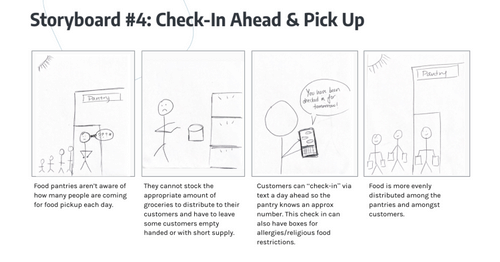 Storyboard #4: Check-In Ahead & Pick Up
Pantry
????
You have been
checked in for
tomorrow!
Pantry
Food pantries aren't aware of
how many people are coming
for food pickup each day.
They cannot stock the
appropriate amount of
groceries to distribute to their
customers and have to leave
some customers empty
handed or with short supply.
Customers can "check-in" via
text a day ahead so the
pantry knows an approx
number. This check in can
also have boxes for
allergies/religious food
restrictions.
Food is more evenly
distributed among the
pantries and amongst
customers.